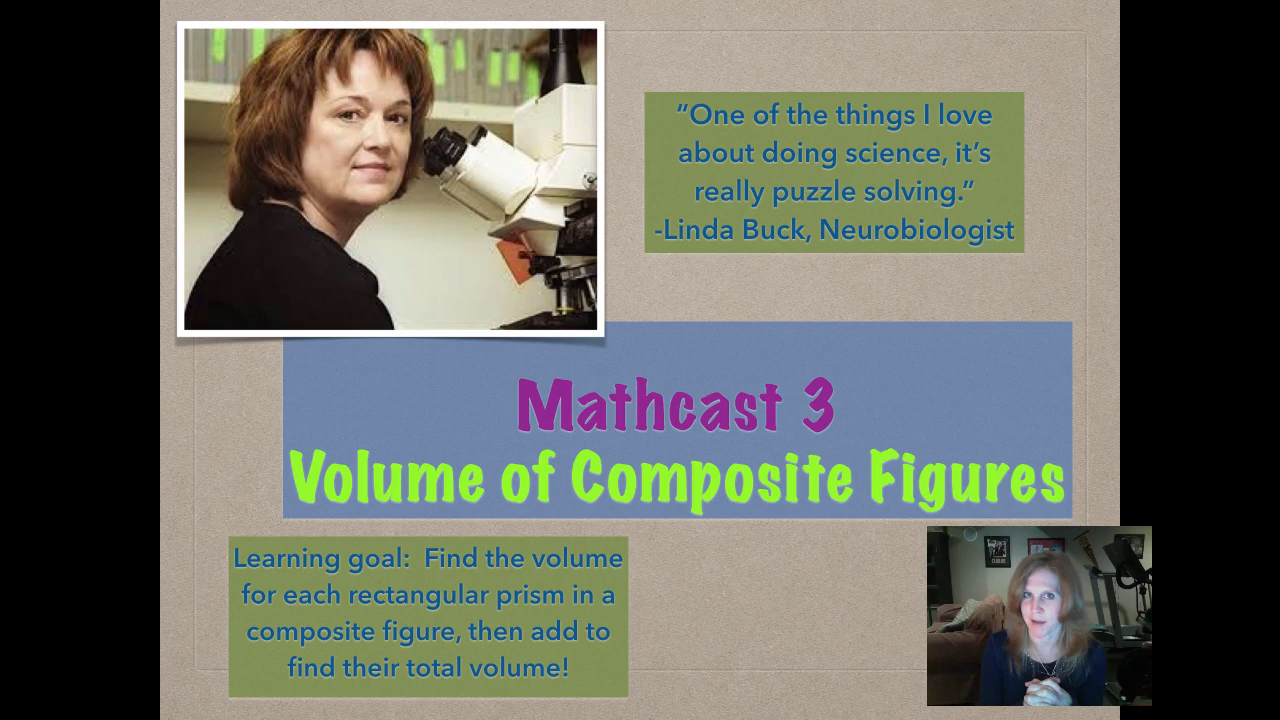 “One of the things I love
about doing science, it’s
really puzzle solving.”
-Linda Buck, Neurobiologist
Mathcast 3
Volume of Composite Figures
Learning goal:  Find the volume
for each rectangular prism in a
composite figure, then add to
find their total volume!